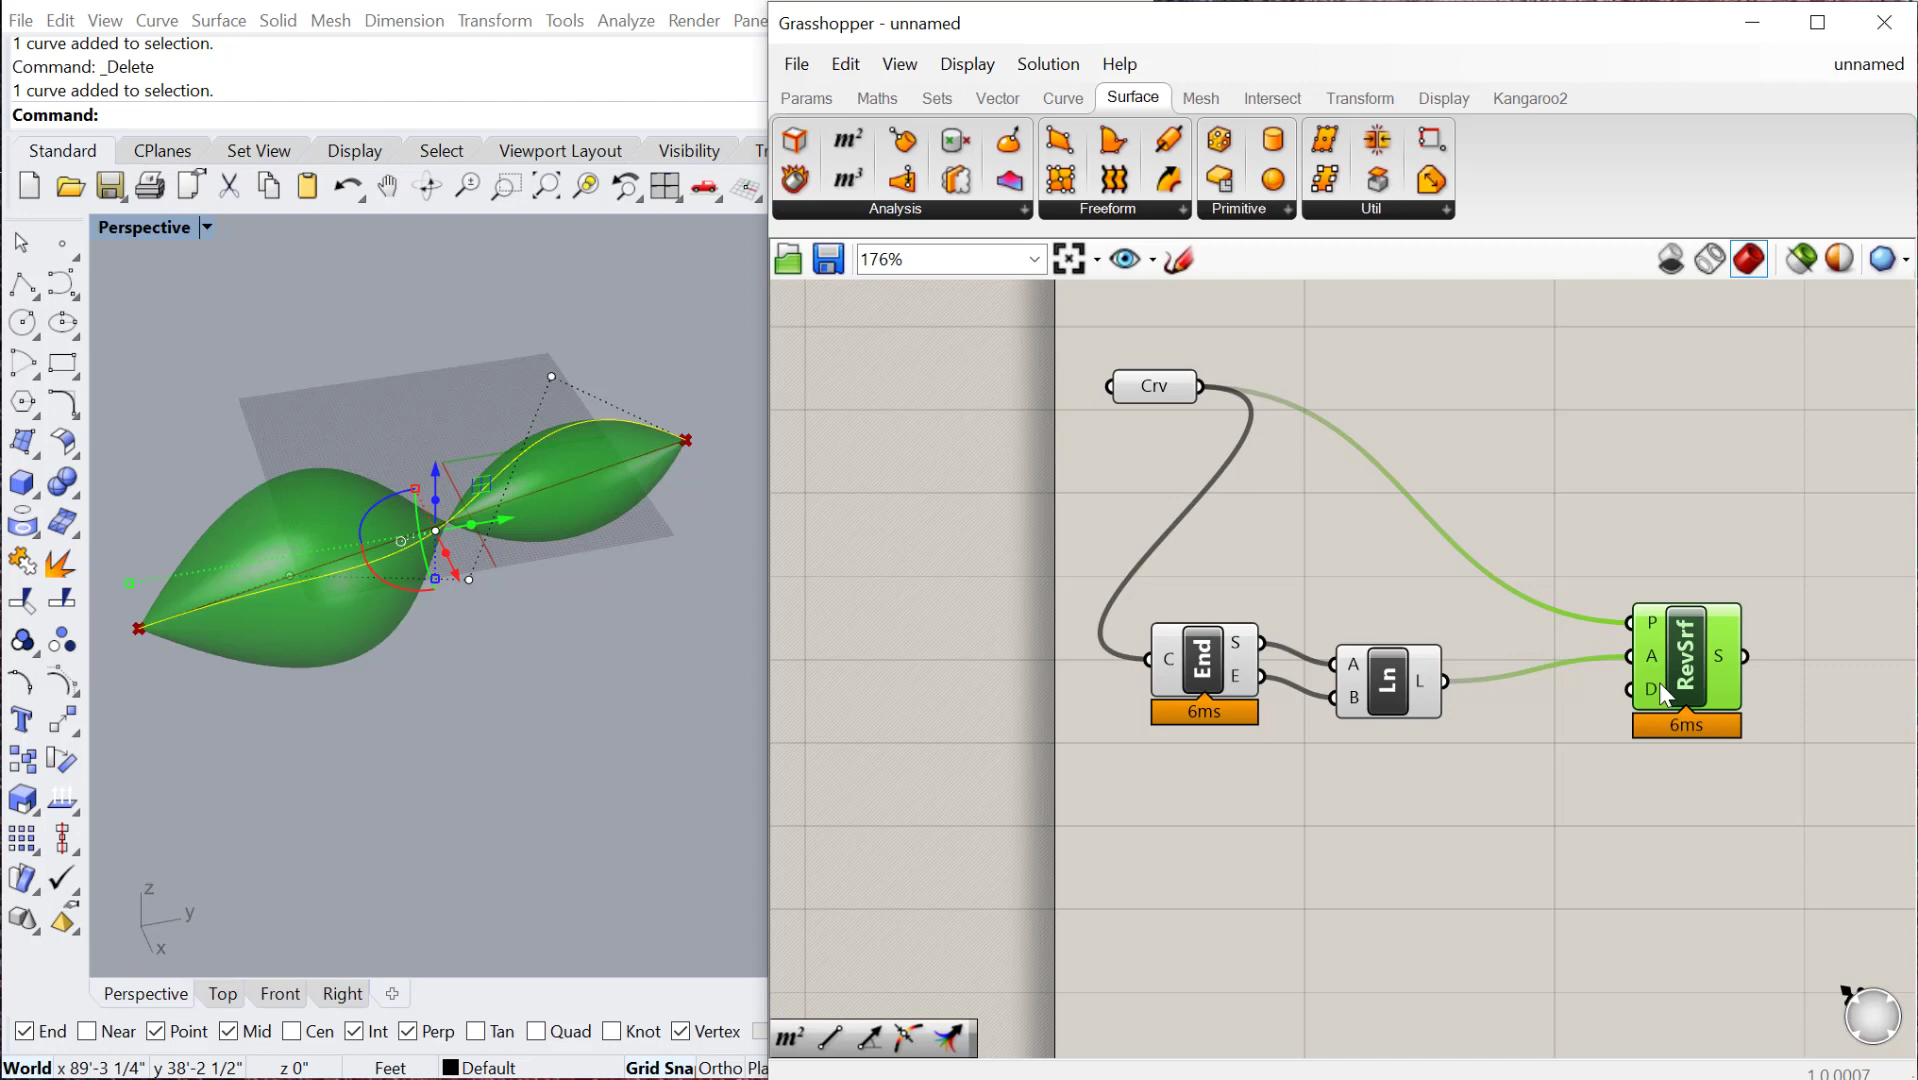 File Edit View Curve Surface Solid Mesh Dimension Transform Tools Analyze Render Pane
1 curve added to selection.
Command: _Delete
1 curve added to selection.
Command:
Standard CPlanes Set View Display Select Viewport Layout Visibility Tr
Perspective
z
y
x
Perspective Top Front Right
End Near Point Mid Cen Int Perp Tan Quad Knot Vertex
World x 89'-3 1/4" y 38'-2 1/2" z 0" Feet Default Grid Sna Ortho Pla
Grasshopper - unnamed
File Edit View Display Solution Help unnamed
Params Maths Sets Vector Curve Surface Mesh Intersect Transform Display Kangaroo2
m²
m³
Analysis Freeform Primitive Util
176%
Crv
C End S E
6ms
A B Ln L
P A D RevSrf S
6ms
m²
1.0.0007